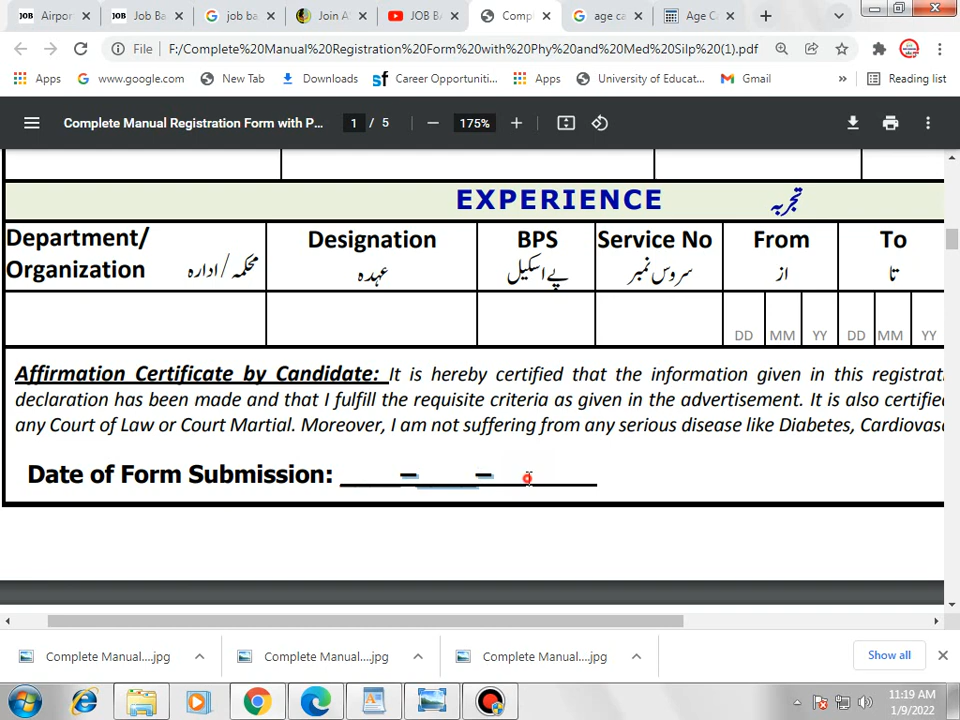 Airpor
Job Ba
job ba
Join A
JOB BA
Compl
age ca
Age C
File
F:/Complete%20Manual%20Registration%20Form%20with%20Phy%20and%20Med%20Silp%20(1).pdf
Apps
www.google.com
New Tab
Downloads
Career Opportuniti...
Apps
University of Educat...
Gmail
»
Reading list
Complete Manual Registration Form with P...
1 / 5
175%
EXPERIENCE تجربہ
Department/ Designation BPS Service No From To
Organization محکمہ/ادارہ عہدہ پے اسکیل سروس نمبر از تا
DD MM YY DD MM YY
Affirmation Certificate by Candidate: It is hereby certified that the information given in this registrati
declaration has been made and that I fulfill the requisite criteria as given in the advertisement. It is also certifie
any Court of Law or Court Martial. Moreover, I am not suffering from any serious disease like Diabetes, Cardiovas
Date of Form Submission: _____–_____–_________
Complete Manual....jpg
Complete Manual....jpg
Complete Manual....jpg
Show all
11:19 AM
1/9/2022